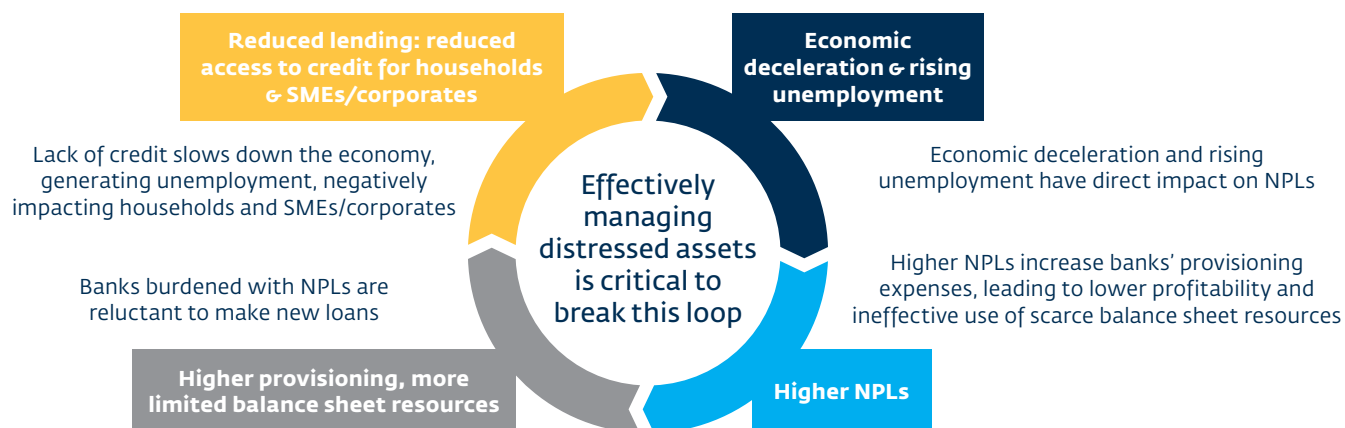 Reduced lending: reduced
access to credit for households
& SMEs/corporates
Economic
deceleration & rising
unemployment
Lack of credit slows down the economy,
generating unemployment, negatively
impacting households and SMEs/corporates
Economic deceleration and rising
unemployment have direct impact on NPLs
Effectively
managing
distressed assets
is critical to
break this loop
Banks burdened with NPLs are
reluctant to make new loans
Higher NPLs increase banks’ provisioning
expenses, leading to lower profitability and
ineffective use of scarce balance sheet resources
Higher provisioning, more
limited balance sheet resources
Higher NPLs